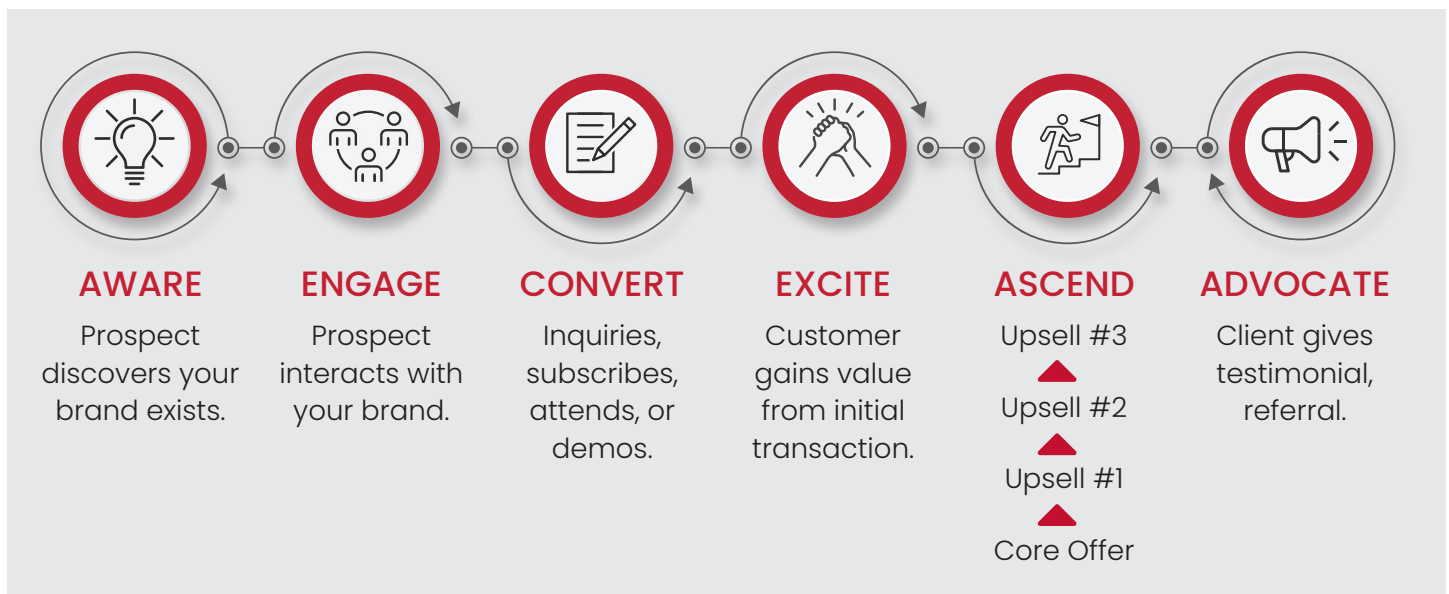 AWARE
Prospect
discovers your
brand exists.
ENGAGE
Prospect
interacts with
your brand.
CONVERT
Inquiries,
subscribes,
attends, or
demos.
EXCITE
Customer
gains value
from initial
transaction.
ASCEND
Upsell #3
Upsell #2
Upsell #1
Core Offer
ADVOCATE
Client gives
testimonial,
referral.